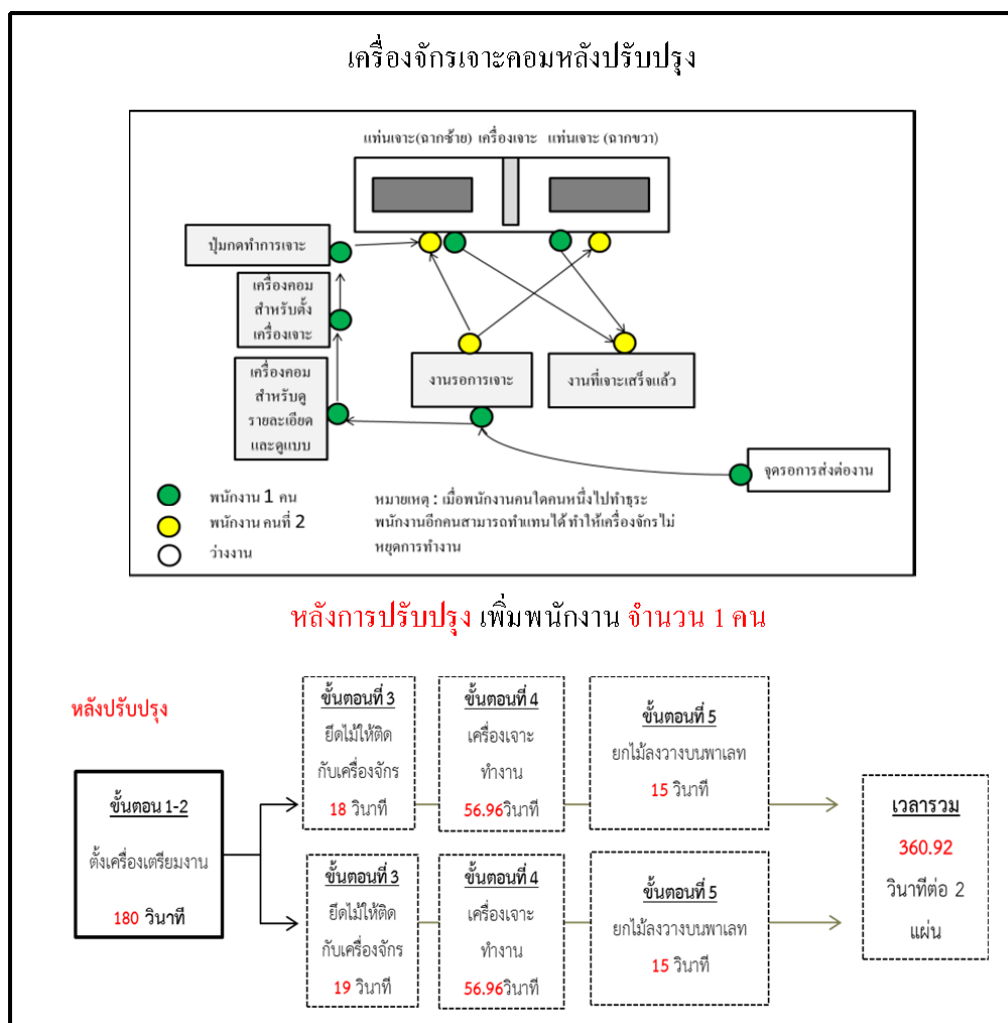 เครื่องจักรเจาะคอมหลังปรับปรุง
แท่นเจาะ(ฉากซ้าย) เครื่องเจาะ แท่นเจาะ (ฉากขวา)
ปุ่มกดทำการเจาะ
เครื่องคอม
สำหรับตั้ง
เครื่องเจาะ
เครื่องคอม
สำหรับดู
รายละเอียด
และดูแบบ
งานรอการเจาะ
งานที่เจาะเสร็จแล้ว
จุดรอการส่งต่องาน
พนักงาน 1 คน
พนักงาน คนที่ 2
ว่างงาน
หมายเหตุ : เมื่อพนักงานคนใดคนหนึ่งไปทำธุระ
พนักงานอีกคนสามารถทำแทนได้ ทำให้เครื่องจักรไม่
หยุดการทำงาน
หลังการปรับปรุง เพิ่มพนักงาน จำนวน 1 คน
หลังปรับปรุง
ขั้นตอน 1-2
ตั้งเครื่องเตรียมงาน
180 วินาที
ขั้นตอนที่ 3
ยึดไม้ให้ติด
กับเครื่องจักร
18 วินาที
ขั้นตอนที่ 4
เครื่องเจาะ
ทำงาน
56.96วินาที
ขั้นตอนที่ 5
ยกไม้ลงวางบนพาเลท
15 วินาที
ขั้นตอนที่ 3
ยึดไม้ให้ติด
กับเครื่องจักร
19 วินาที
ขั้นตอนที่ 4
เครื่องเจาะ
ทำงาน
56.96วินาที
ขั้นตอนที่ 5
ยกไม้ลงวางบนพาเลท
15 วินาที
เวลารวม
360.92
วินาทีต่อ 2
แผ่น